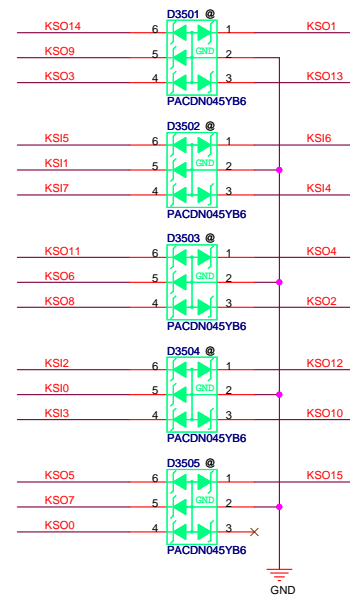 D3501 @
KSO14 6 1 KSO1
KSO9 5 GND 2
KSO3 4 3 KSO13
PACDN045YB6
D3502 @
KSI5 6 1 KSI6
KSI1 5 GND 2
KSI7 4 3 KSI4
PACDN045YB6
D3503 @
KSO11 6 1 KSO4
KSO6 5 GND 2
KSO8 4 3 KSO2
PACDN045YB6
D3504 @
KSI2 6 1 KSO12
KSI0 5 GND 2
KSI3 4 3 KSO10
PACDN045YB6
D3505 @
KSO5 6 1 KSO15
KSO7 5 GND 2
KSO0 4 3
PACDN045YB6
GND